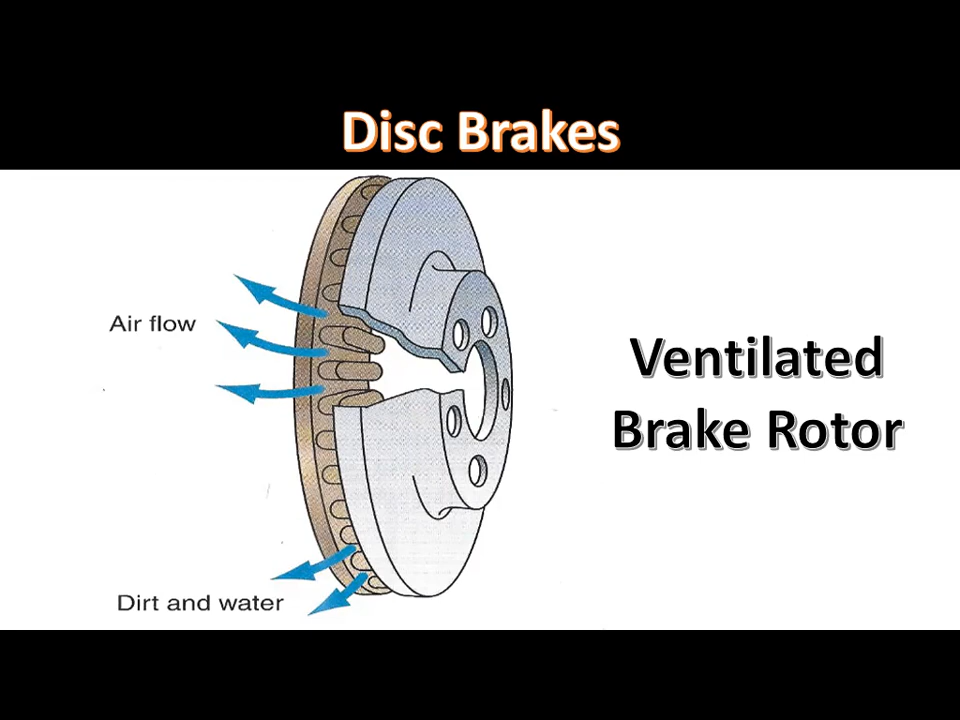 Disc Brakes
Air flow
Ventilated
Brake Rotor
Dirt and water